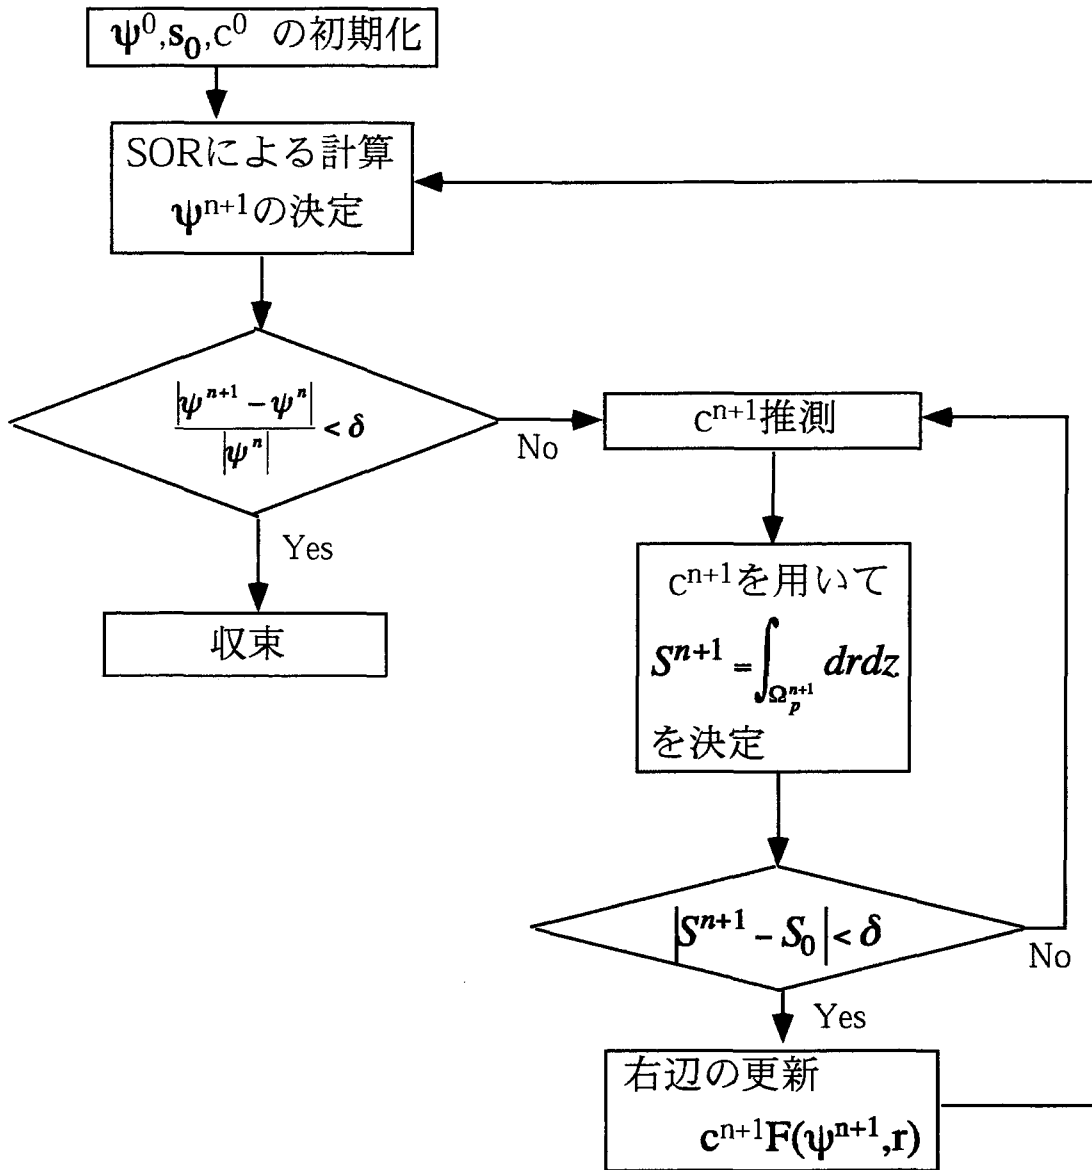 ψ⁰,s₀,c⁰ の初期化
SORによる計算
ψⁿ⁺¹の決定
|ψⁿ⁺¹ − ψⁿ| / |ψⁿ| < δ
No
Yes
収束
cⁿ⁺¹推測
cⁿ⁺¹を用いて
Sⁿ⁺¹ = ∫_{Ω_p^{n+1}} drdz
を決定
|Sⁿ⁺¹ − S₀| < δ
No
Yes
右辺の更新
cⁿ⁺¹F(ψⁿ⁺¹,r)